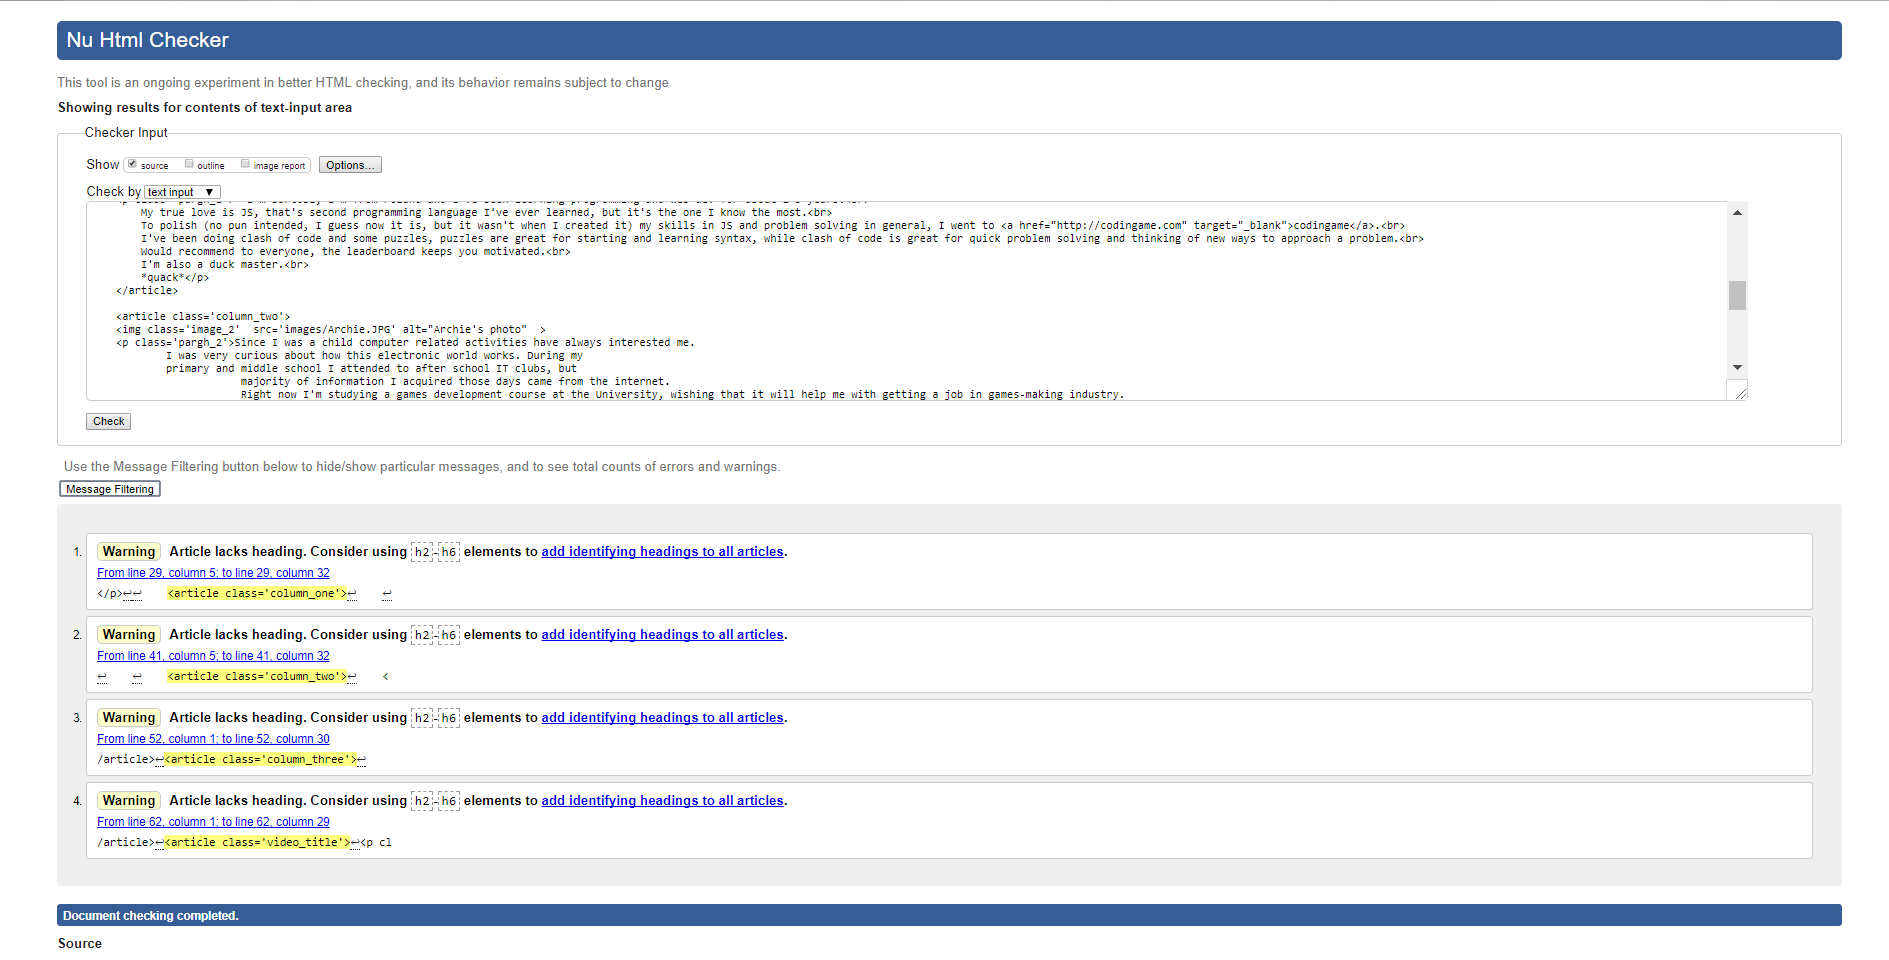 Nu Html Checker
This tool is an ongoing experiment in better HTML checking, and its behavior remains subject to change
Showing results for contents of text-input area
Checker Input
Show source outline image report Options...
Check by text input ▼
My true love is JS, that's second programming language I've ever learned, but it's the one I know the most.<br>
To polish (no pun intended, I guess now it is, but it wasn't when I created it) my skills in JS and problem solving in general, I went to <a href="http://codingame.com" target="_blank">codingame</a>.<br>
I've been doing clash of code and some puzzles, puzzles are great for starting and learning syntax, while clash of code is great for quick problem solving and thinking of new ways to approach a problem.<br>
Would recommend to everyone, the leaderboard keeps you motivated.<br>
I'm also a duck master.<br>
*quack*</p>
</article>
<article class='column_two'>
<img class='image_2'  src='images/Archie.JPG' alt="Archie's photo"  >
<p class='pargh_2'>Since I was a child computer related activities have always interested me.
I was very curious about how this electronic world works. During my
primary and middle school I attended to after school IT clubs, but
majority of information I acquired those days came from the internet.
Right now I'm studying a games development course at the University, wishing that it will help me with getting a job in games-making industry.
Check
Use the Message Filtering button below to hide/show particular messages, and to see total counts of errors and warnings.
Message Filtering
1. Warning Article lacks heading. Consider using h2-h6 elements to add identifying headings to all articles.
From line 29, column 5; to line 29, column 32
</p>↩↩    <article class='column_one'>↩    ↩
2. Warning Article lacks heading. Consider using h2-h6 elements to add identifying headings to all articles.
From line 41, column 5; to line 41, column 32
↩    ↩    <article class='column_two'>↩    <
3. Warning Article lacks heading. Consider using h2-h6 elements to add identifying headings to all articles.
From line 52, column 1; to line 52, column 30
/article>↩<article class='column_three'>↩
4. Warning Article lacks heading. Consider using h2-h6 elements to add identifying headings to all articles.
From line 62, column 1; to line 62, column 29
/article>↩<article class='video_title'>↩<p cl
Document checking completed.
Source